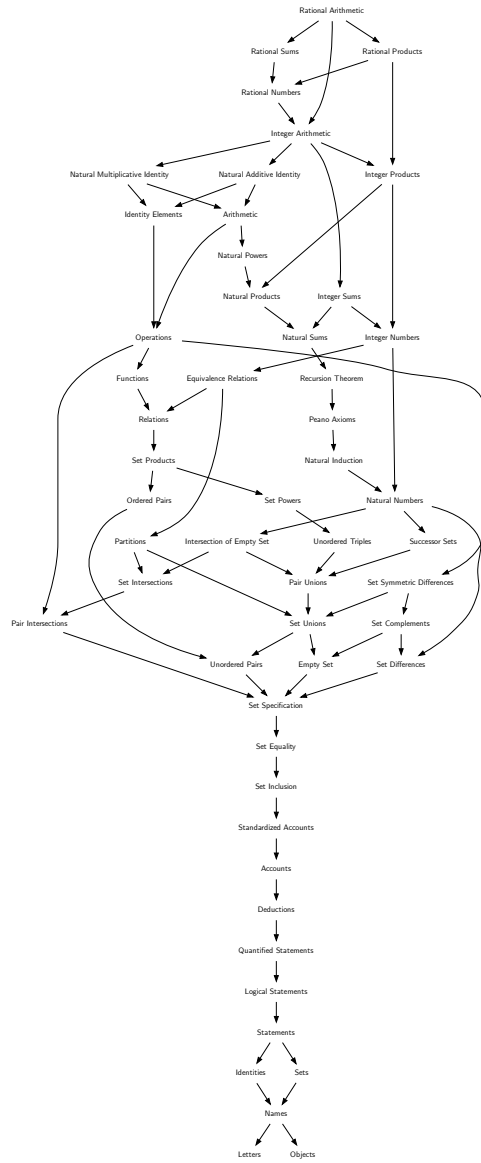 Rational Arithmetic
Rational Sums
Rational Products
Rational Numbers
Integer Arithmetic
Natural Multiplicative Identity
Natural Additive Identity
Integer Products
Identity Elements
Arithmetic
Natural Powers
Natural Products
Integer Sums
Operations
Natural Sums
Integer Numbers
Functions
Equivalence Relations
Recursion Theorem
Relations
Peano Axioms
Set Products
Natural Induction
Ordered Pairs
Set Powers
Natural Numbers
Partitions
Intersection of Empty Set
Unordered Triples
Successor Sets
Set Intersections
Pair Unions
Set Symmetric Differences
Pair Intersections
Set Unions
Set Complements
Unordered Pairs
Empty Set
Set Differences
Set Specification
Set Equality
Set Inclusion
Standardized Accounts
Accounts
Deductions
Quantified Statements
Logical Statements
Statements
Identities
Sets
Names
Letters
Objects